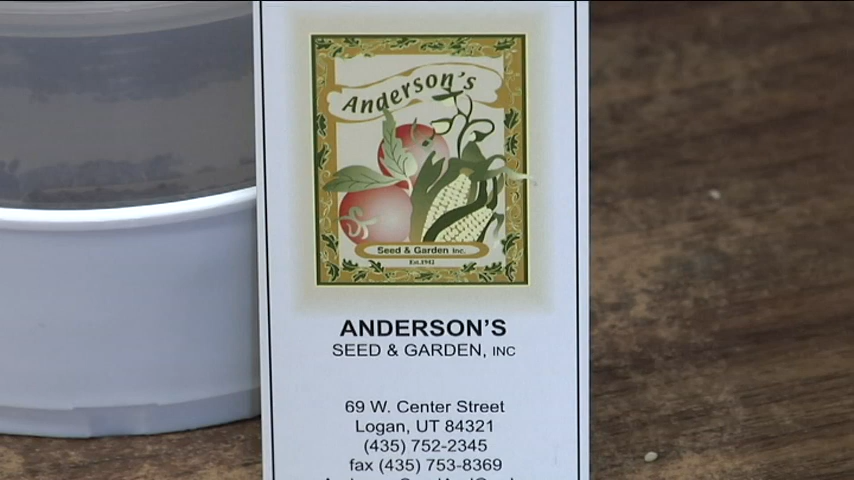 Anderson's
Seed & Garden Inc.
Est.1942
ANDERSON'S
SEED & GARDEN, INC
69 W. Center Street
Logan, UT 84321
(435) 752-2345
fax (435) 753-8369